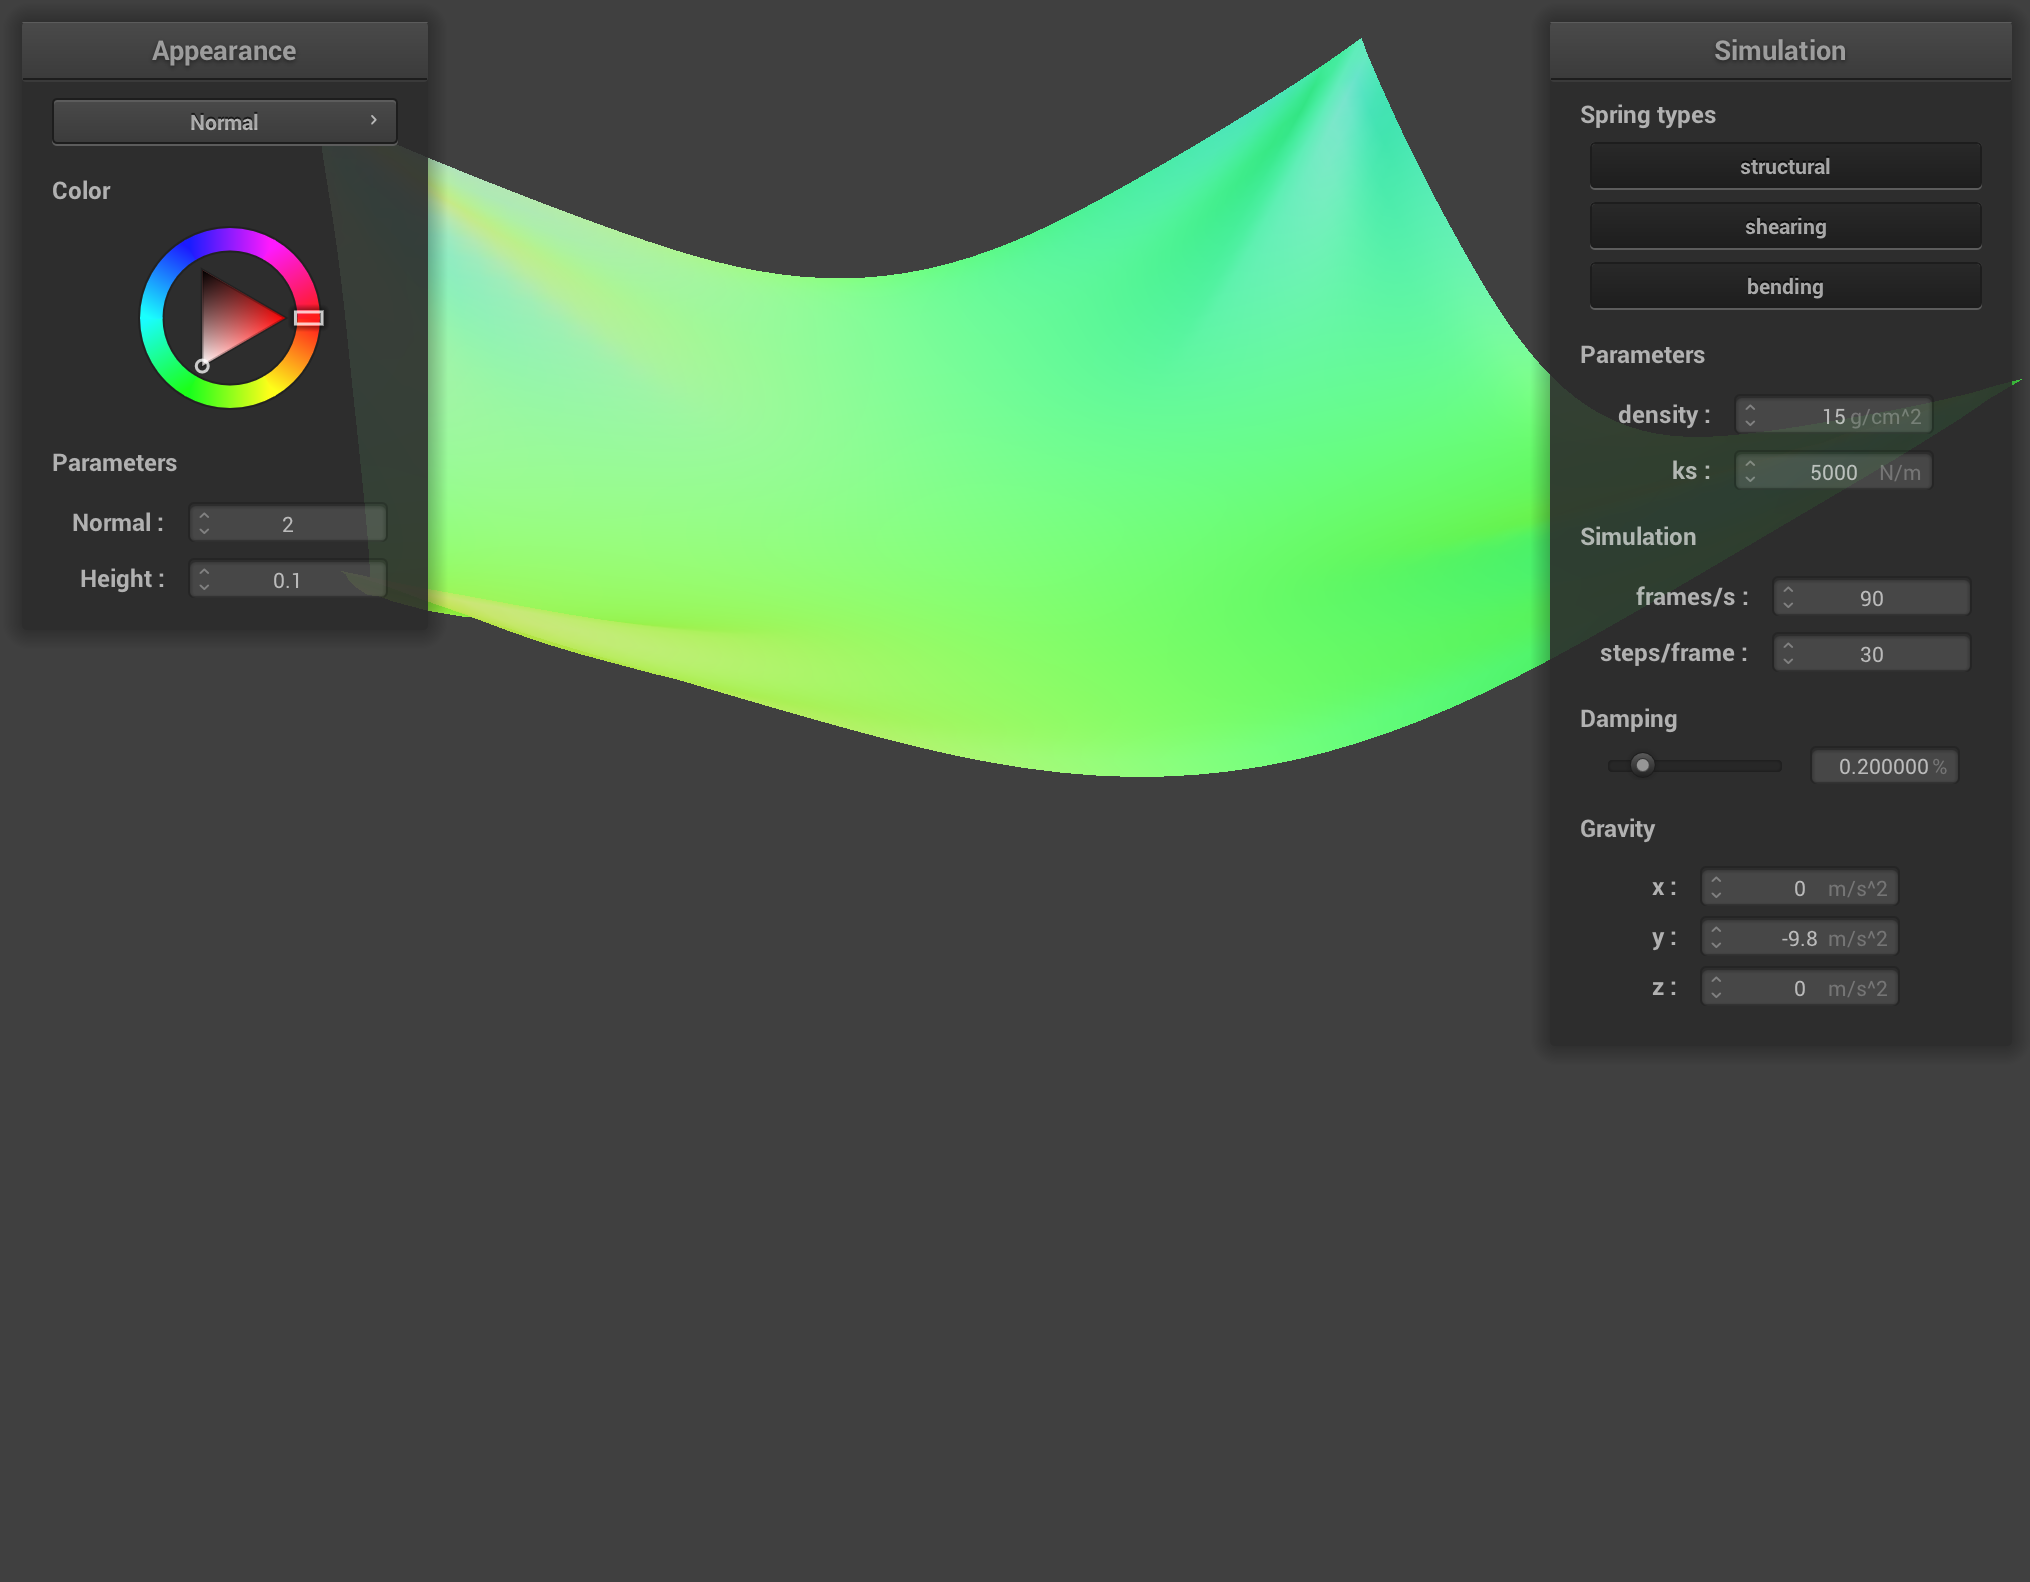 Appearance
Normal
Color
Parameters
Normal : 2
Height : 0.1
Simulation
Spring types
structural
shearing
bending
Parameters
density : 15 g/cm^2
ks : 5000 N/m
Simulation
frames/s : 90
steps/frame : 30
Damping
0.200000 %
Gravity
x : 0 m/s^2
y : -9.8 m/s^2
z : 0 m/s^2